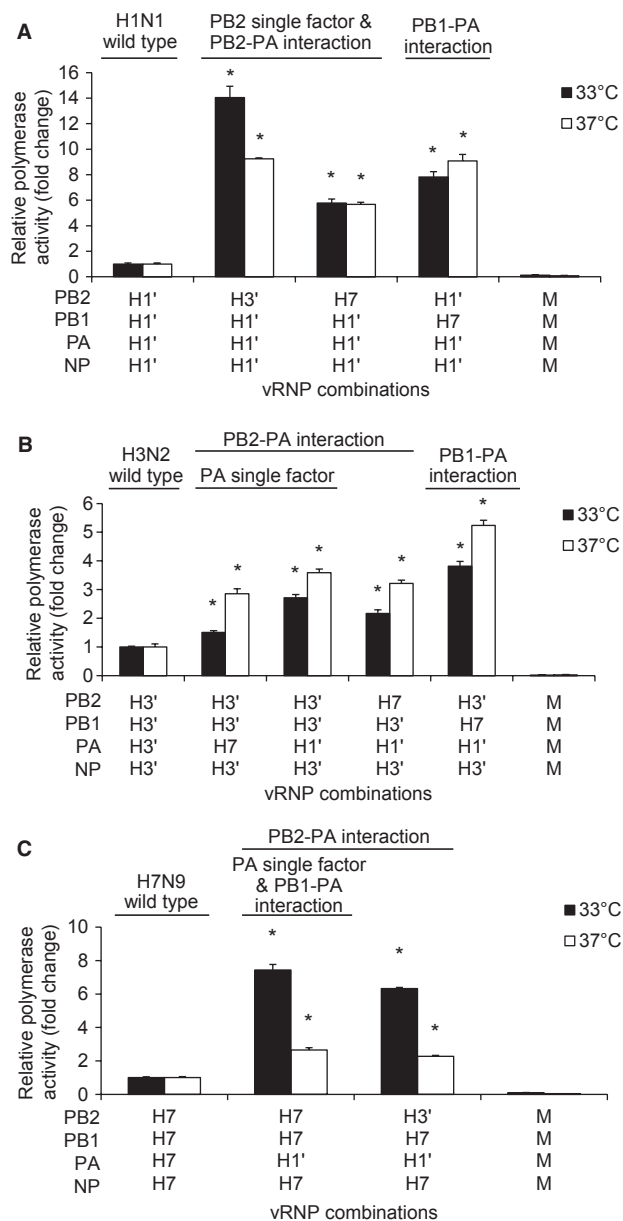 A
H1N1 wild type
PB2 single factor & PB2-PA interaction
PB1-PA interaction
Relative polymerase activity (fold change)
16
14
12
10
8
6
4
2
0
* * * * * *
33°C
37°C
PB2 H1' H3' H7 H1' M
PB1 H1' H1' H1' H7 M
PA H1' H1' H1' H1' M
NP H1' H1' H1' H1' M
vRNP combinations
B
PB2-PA interaction
H3N2 wild type
PA single factor
PB1-PA interaction
Relative polymerase activity (fold change)
6
5
4
3
2
1
0
* * * * * * * *
33°C
37°C
PB2 H3' H3' H3' H7 H3' M
PB1 H3' H3' H3' H3' H7 M
PA H3' H7 H1' H1' H1' M
NP H3' H3' H3' H3' H3' M
vRNP combinations
C
PB2-PA interaction
H7N9 wild type
PA single factor & PB1-PA interaction
Relative polymerase activity (fold change)
10
8
6
4
2
0
* * * *
33°C
37°C
PB2 H7 H7 H3' M
PB1 H7 H7 H7 M
PA H7 H1' H1' M
NP H7 H7 H7 M
vRNP combinations